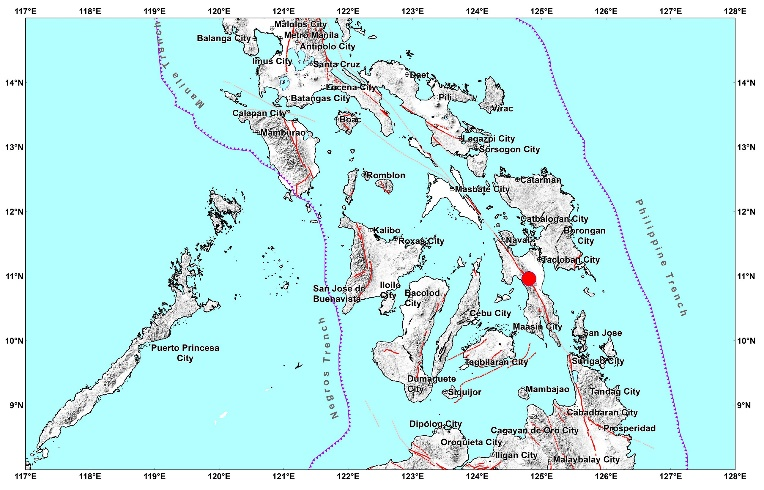 117°E 118°E 119°E 120°E 121°E 122°E 123°E 124°E 125°E 126°E 127°E 128°E
Malolos City
Metro Manila
Balanga City
Antipolo City
Imus City
Santa Cruz
14°N
14°N
Daet
Lucena City
Batangas City
Pili
Virac
Manila Trench
Calapan City
Boac
Mamburao
Legazpi City
Sorsogon City
13°N
13°N
Romblon
Catarman
Masbate City
12°N
12°N
Catbalogan City
Borongan
City
Kalibo
Roxas City
Naval
Tacloban City
Philippine Trench
11°N
11°N
San Jose de
Buenavista
Iloilo
City
Bacolod
City
Cebu City
Maasin City
San Jose
10°N
10°N
Puerto Princesa
City
Negros Trench
Tagbilaran City
Surigao City
Dumaguete
City
Siquijor
Mambajao
Tandag City
9°N
9°N
Cabadbaran City
Dipolog City
Cagayan de Oro City
Prosperidad
Oroquieta City
Iligan City
Malaybalay City
117°E 118°E 119°E 120°E 121°E 122°E 123°E 124°E 125°E 126°E 127°E 128°E